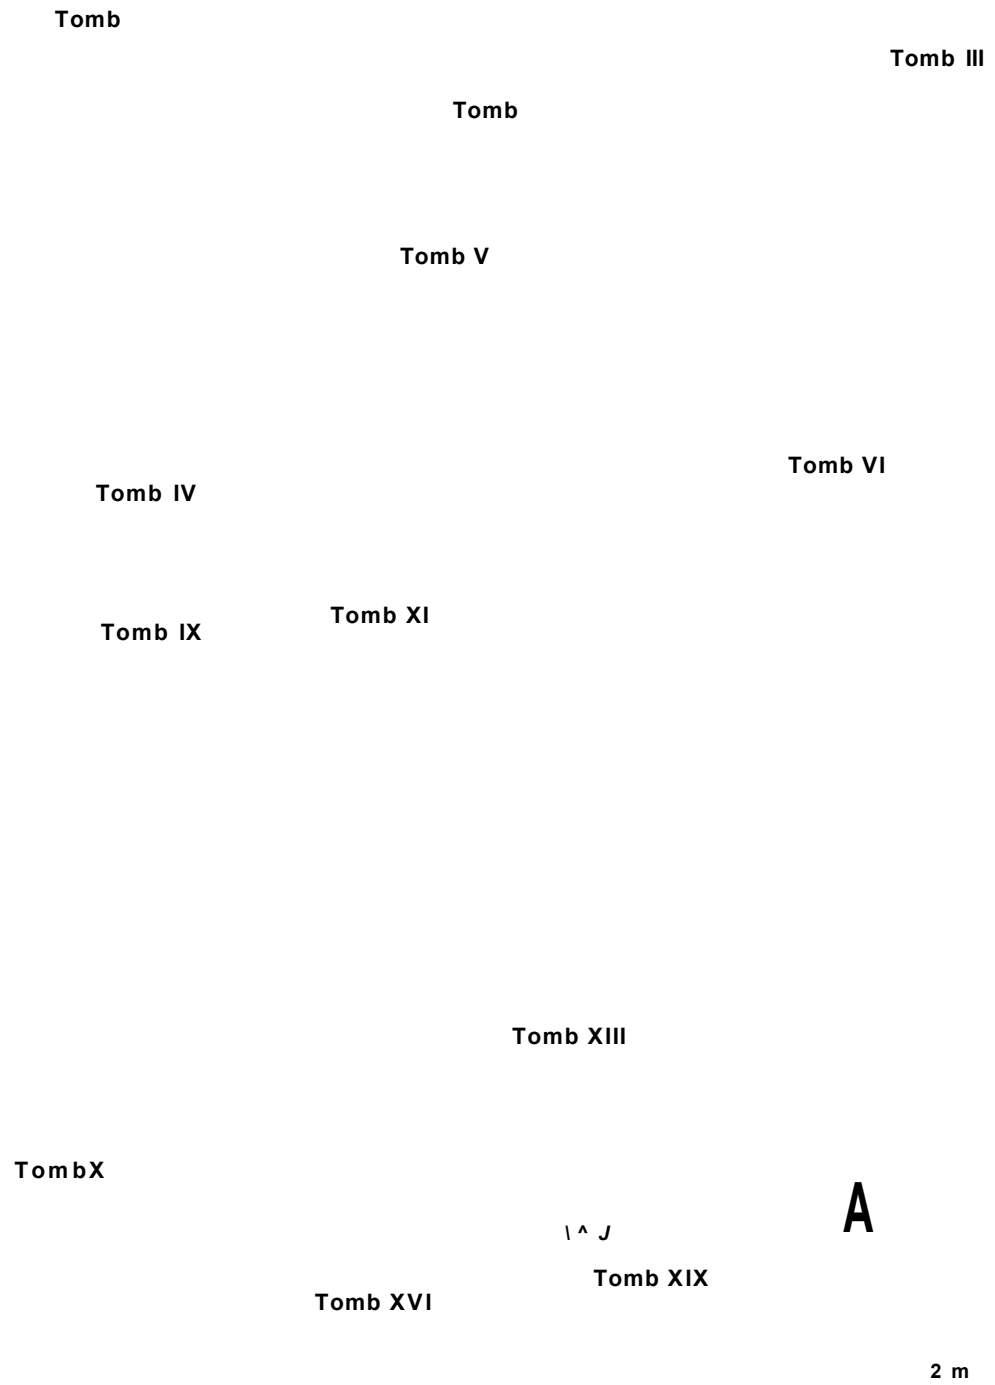 Tomb
Tomb III
Tomb
Tomb V
Tomb VI
Tomb IV
Tomb XI
Tomb IX
Tomb XIII
TombX
A
\ ^ J
Tomb XIX
Tomb XVI
2 m